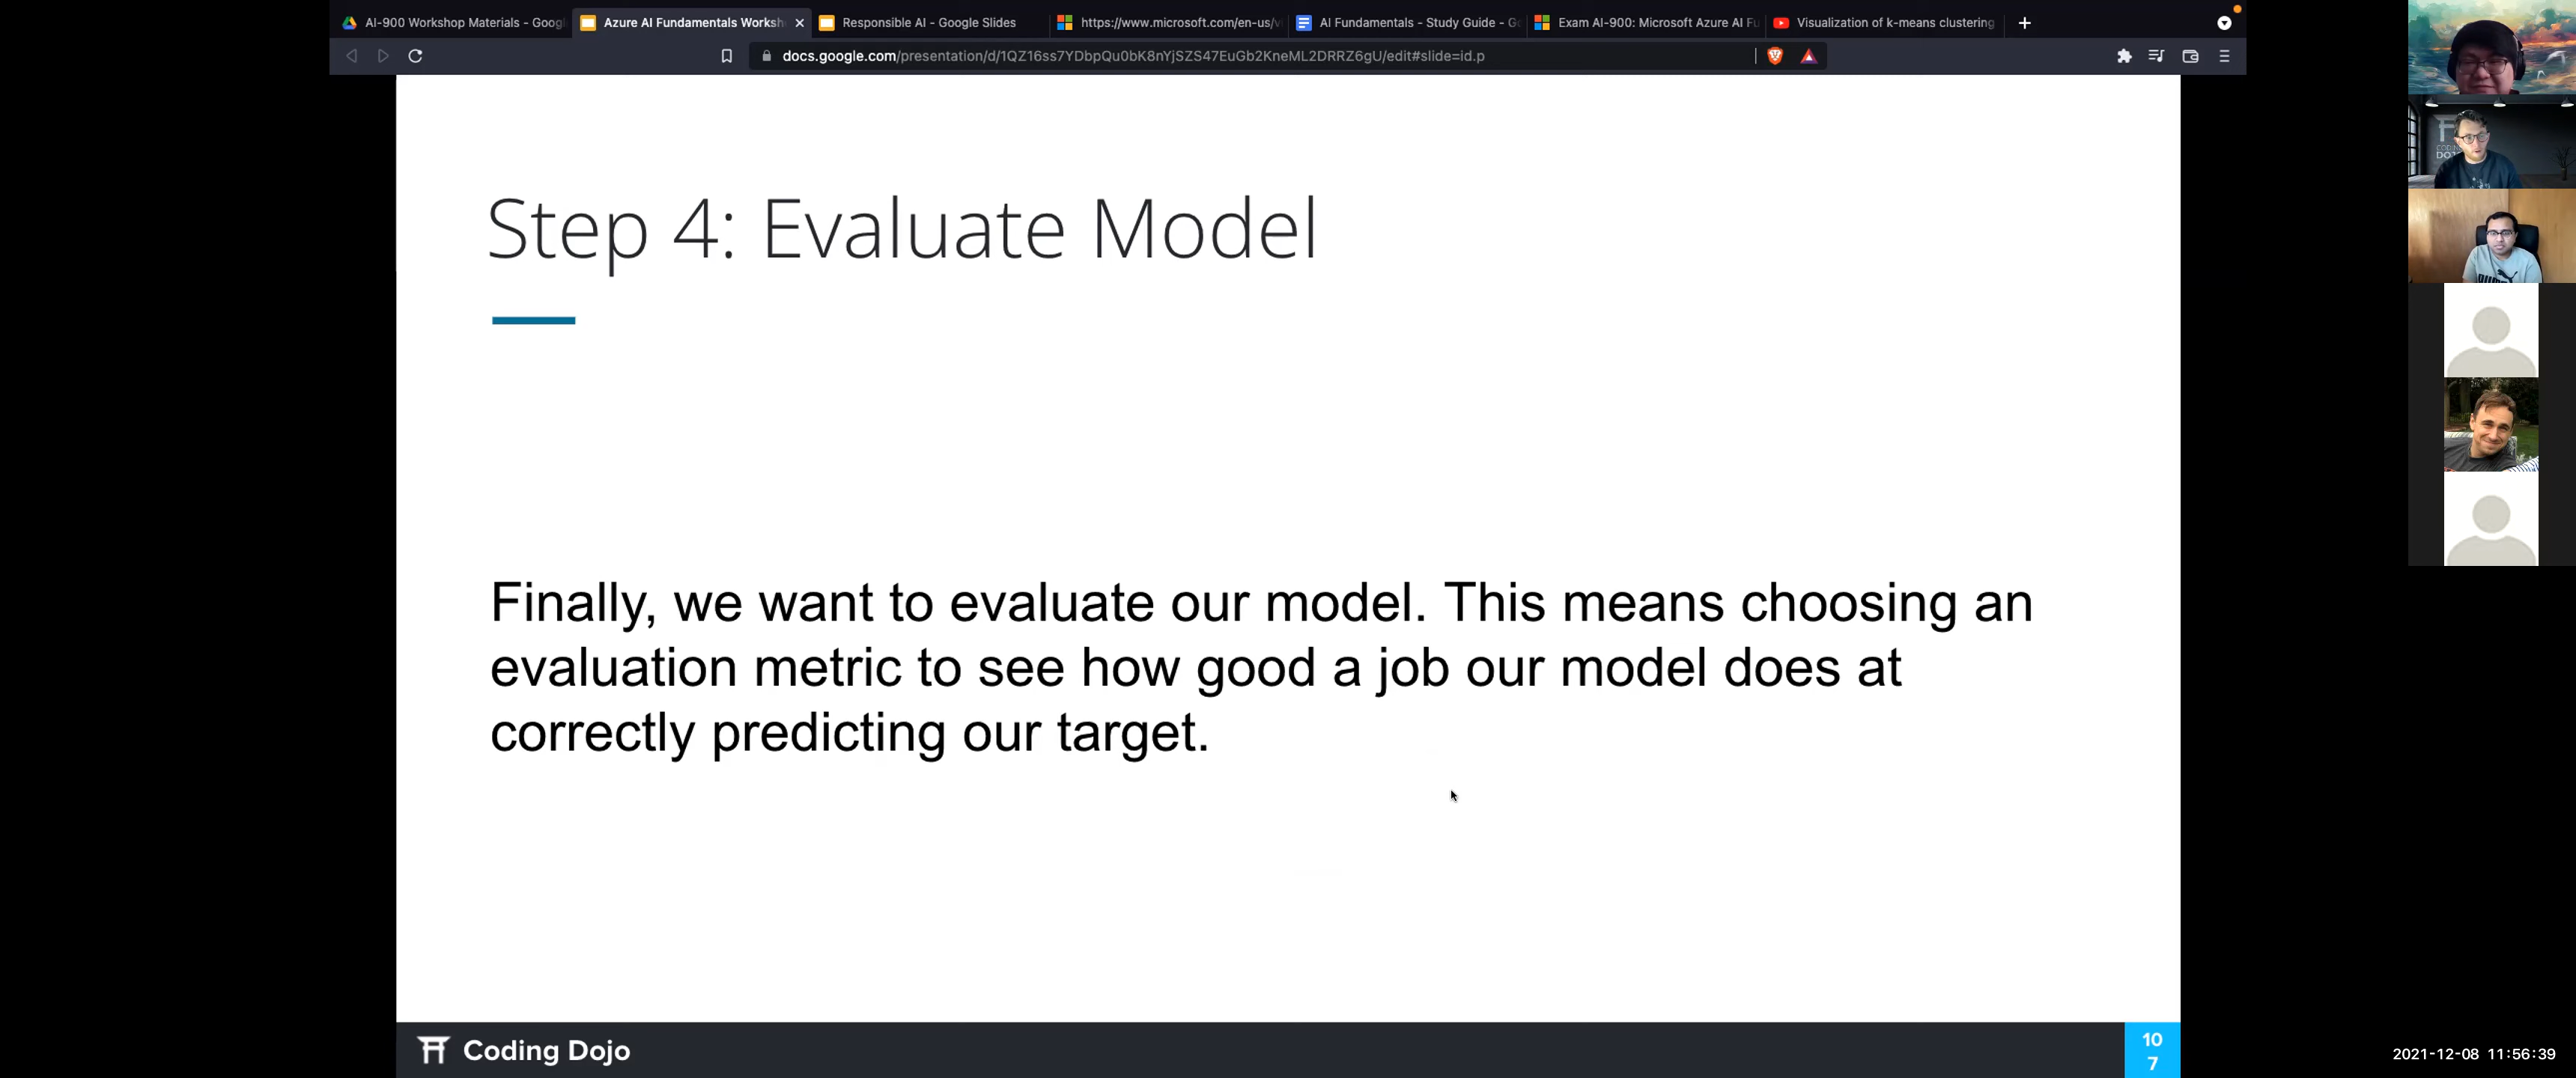 AI-900 Workshop Materials - Googl
Azure AI Fundamentals Worksh
Responsible AI - Google Slides
https://www.microsoft.com/en-us/vi
AI Fundamentals - Study Guide - Go
Exam AI-900: Microsoft Azure AI Fu
Visualization of k-means clustering
docs.google.com/presentation/d/1QZ16ss7YDbpQu0bK8nYjSZS47EuGb2KneML2DRRZ6gU/edit#slide=id.p
Step 4: Evaluate Model
Finally, we want to evaluate our model. This means choosing an
evaluation metric to see how good a job our model does at
correctly predicting our target.
Coding Dojo
10
7
2021-12-08 11:56:39